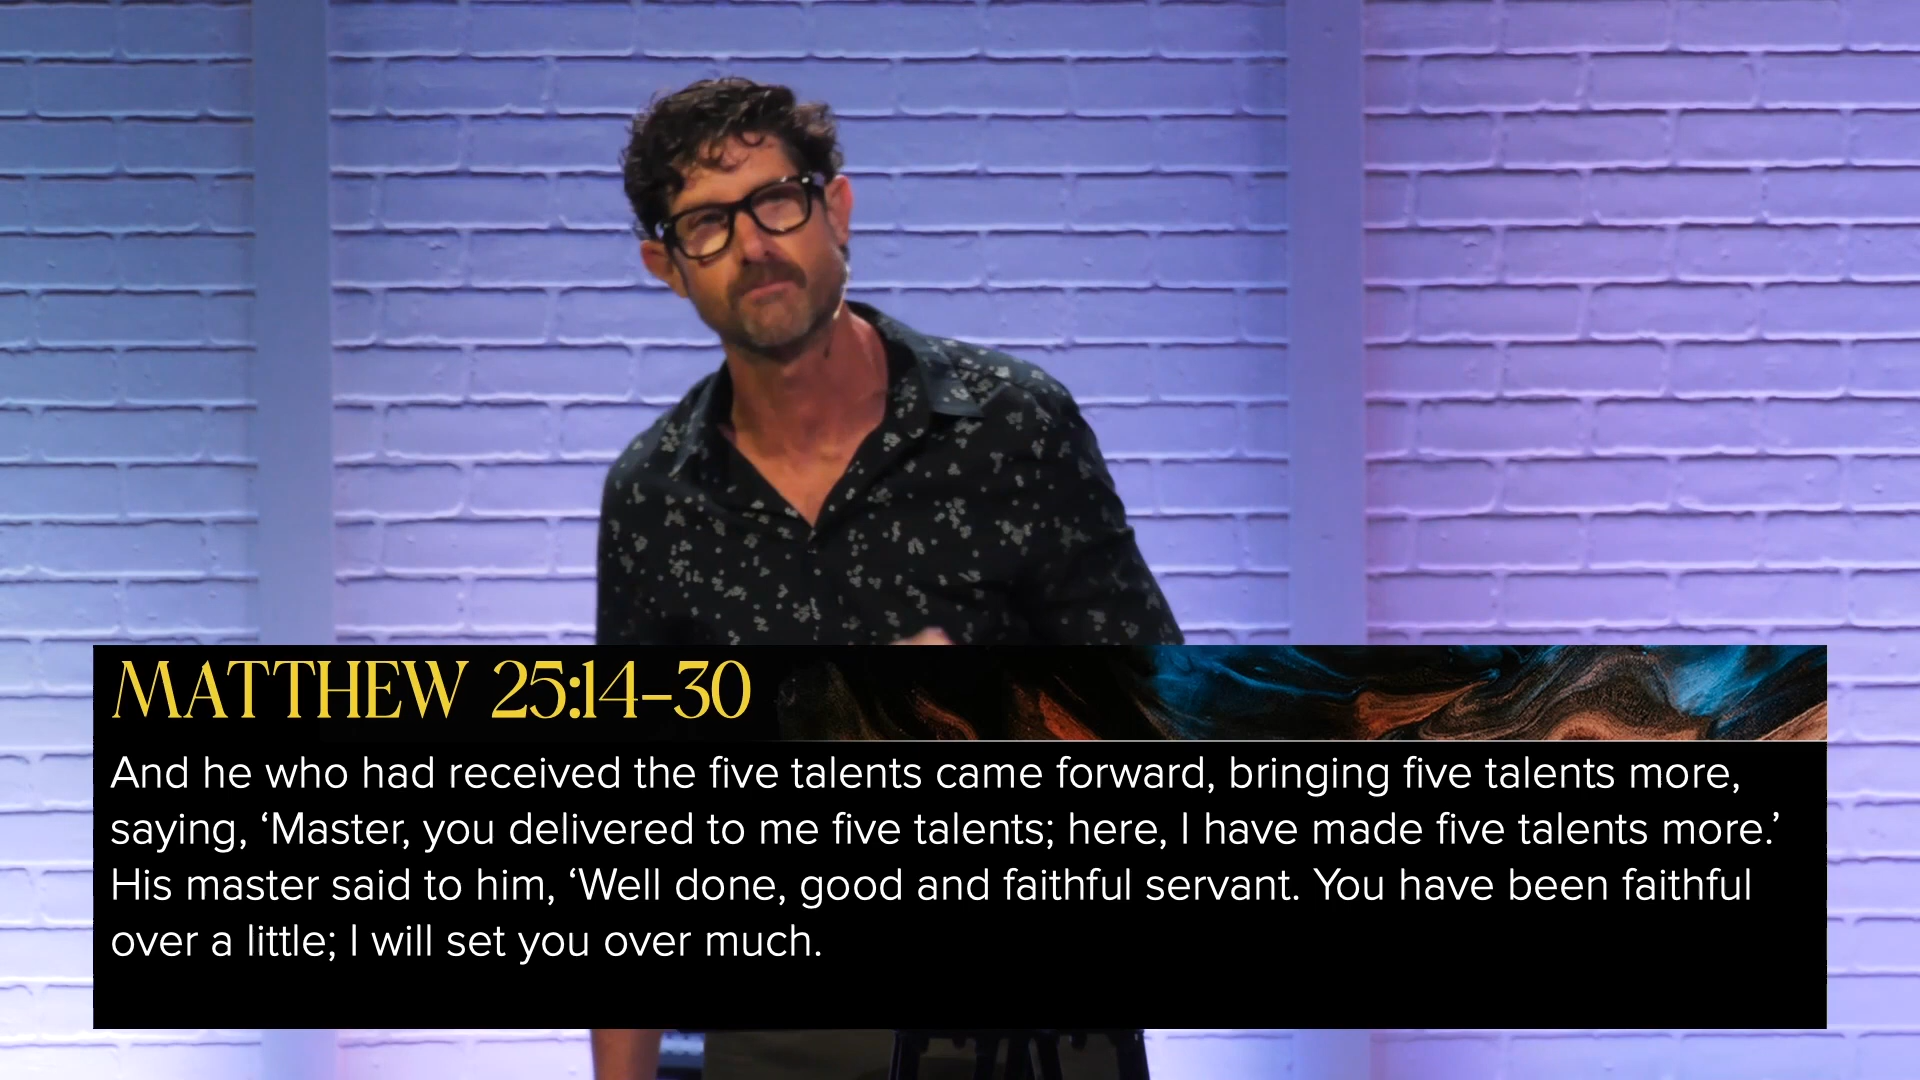 MATTHEW 25:14–30
And he who had received the five talents came forward, bringing five talents more,
saying, ‘Master, you delivered to me five talents; here, I have made five talents more.’
His master said to him, ‘Well done, good and faithful servant. You have been faithful
over a little; I will set you over much.